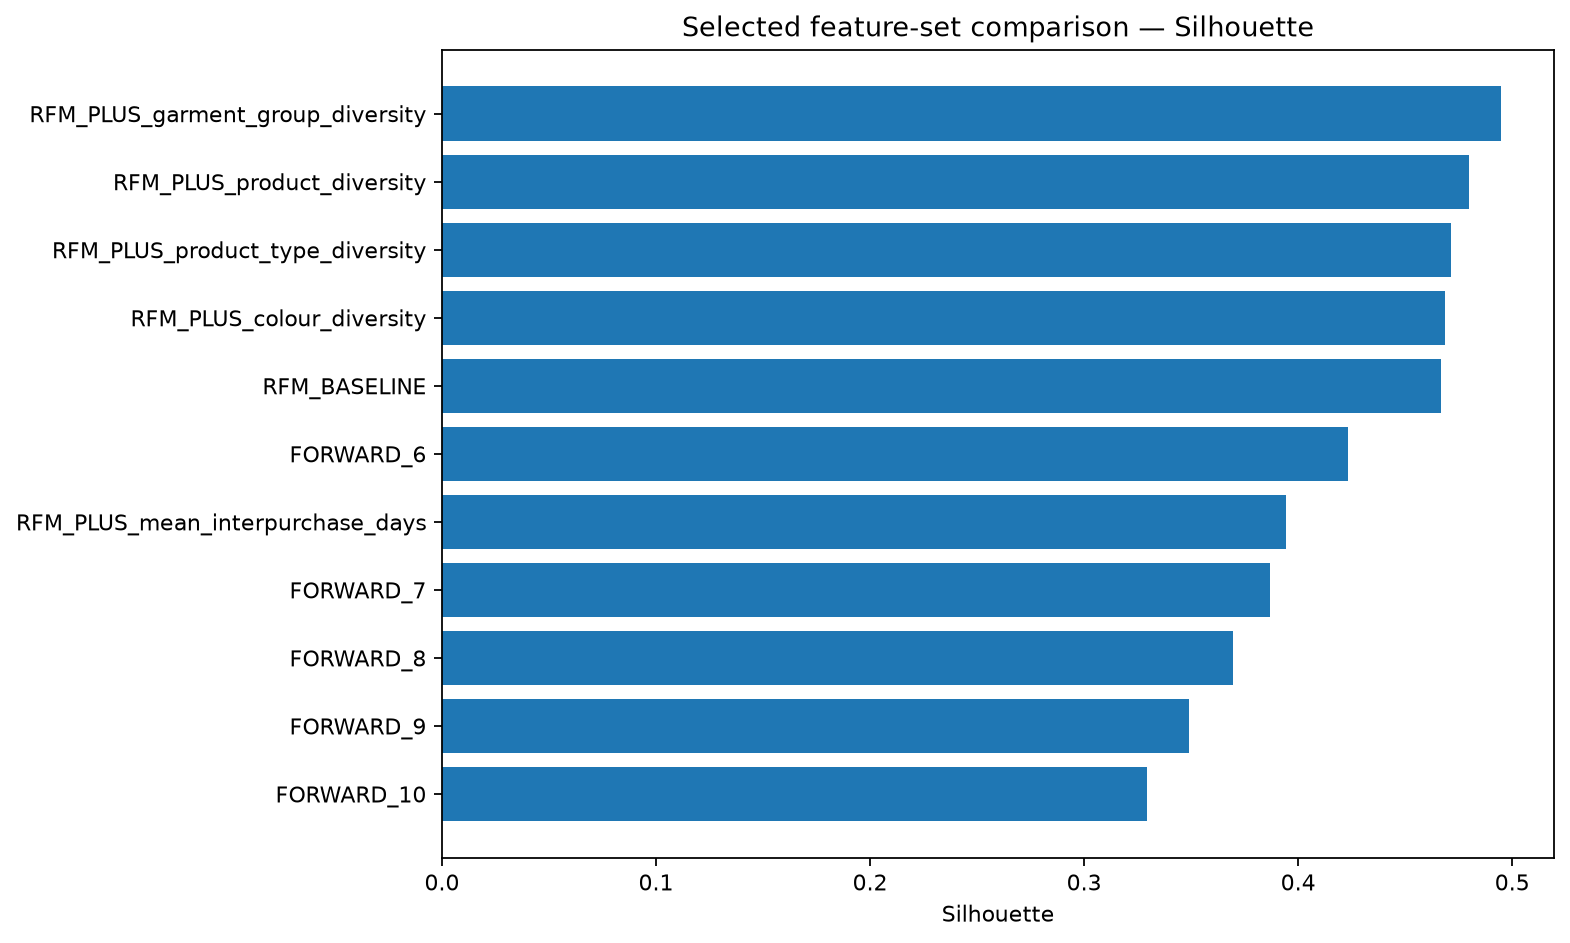 Selected feature-set comparison — Silhouette
RFM_PLUS_garment_group_diversity
RFM_PLUS_product_diversity
RFM_PLUS_product_type_diversity
RFM_PLUS_colour_diversity
RFM_BASELINE
FORWARD_6
RFM_PLUS_mean_interpurchase_days
FORWARD_7
FORWARD_8
FORWARD_9
FORWARD_10
0.0 0.1 0.2 0.3 0.4 0.5
Silhouette